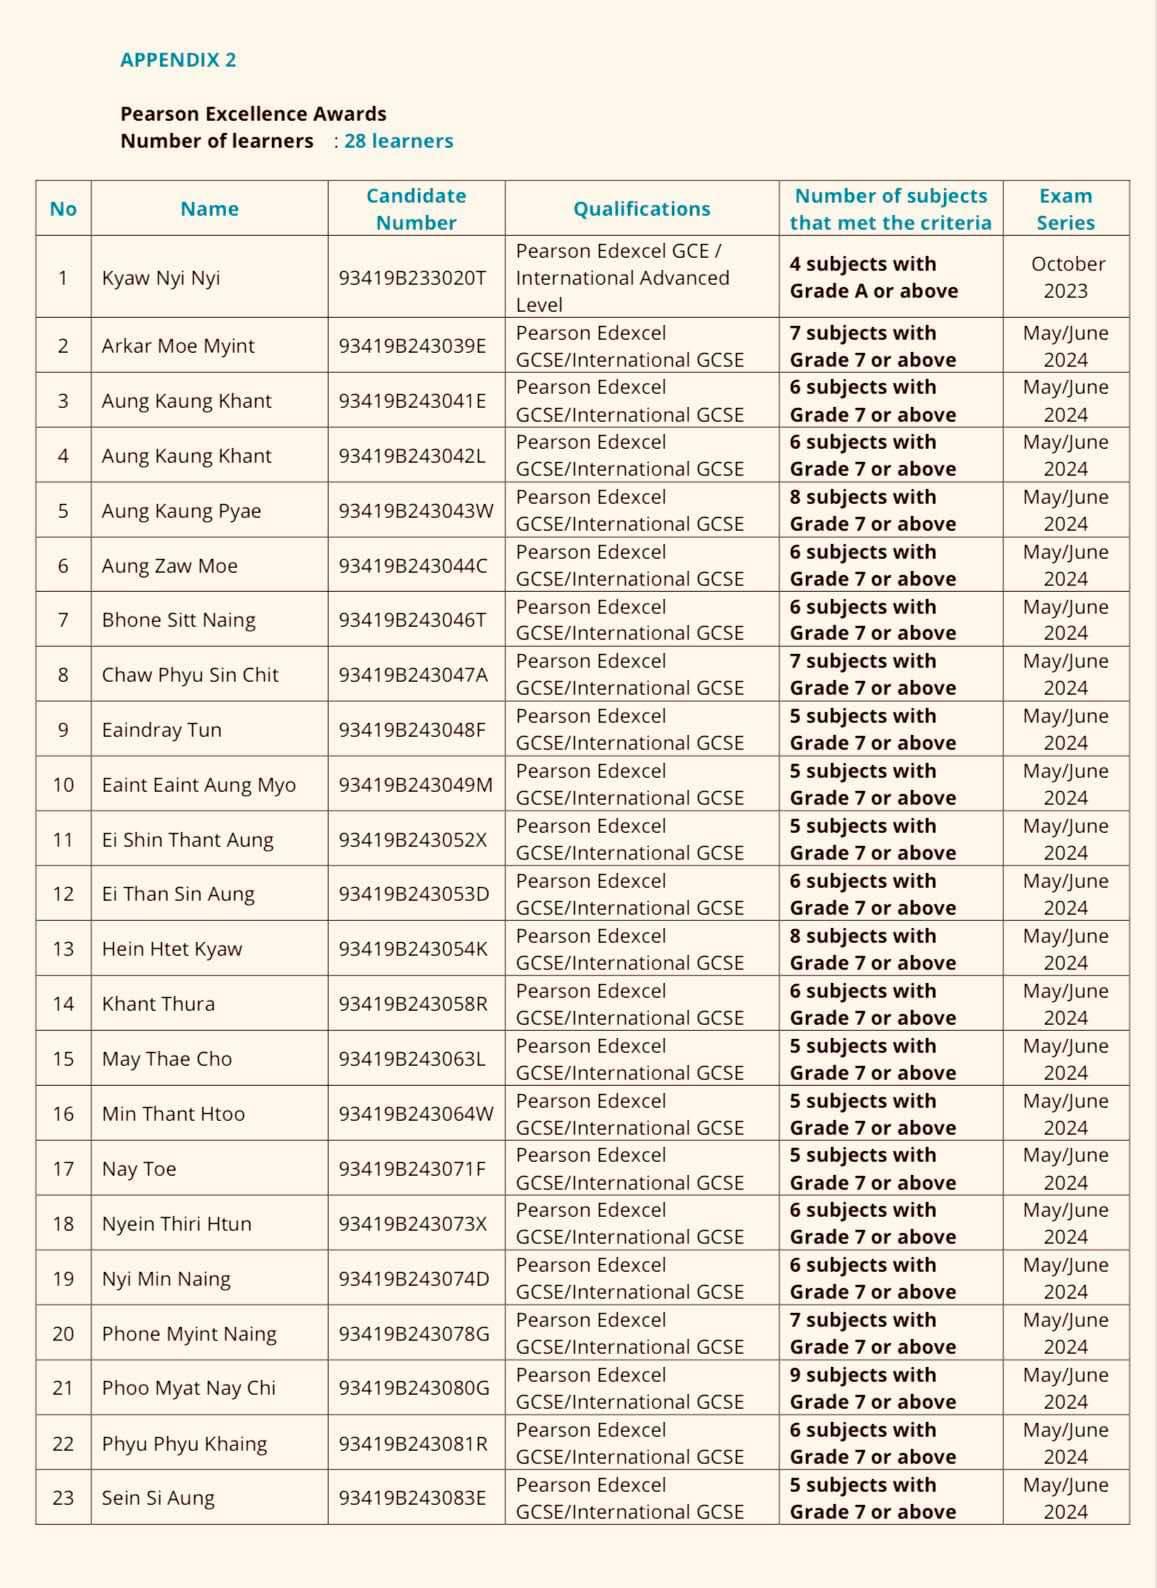 APPENDIX 2
Pearson Excellence Awards
Number of learners : 28 learners
No Name Candidate Number Qualifications Number of subjects that met the criteria Exam Series
1 Kyaw Nyi Nyi 93419B233020T Pearson Edexcel GCE / International Advanced Level 4 subjects with Grade A or above October 2023
2 Arkar Moe Myint 93419B243039E Pearson Edexcel GCSE/International GCSE 7 subjects with Grade 7 or above May/June 2024
3 Aung Kaung Khant 93419B243041E Pearson Edexcel GCSE/International GCSE 6 subjects with Grade 7 or above May/June 2024
4 Aung Kaung Khant 93419B243042L Pearson Edexcel GCSE/International GCSE 6 subjects with Grade 7 or above May/June 2024
5 Aung Kaung Pyae 93419B243043W Pearson Edexcel GCSE/International GCSE 8 subjects with Grade 7 or above May/June 2024
6 Aung Zaw Moe 93419B243044C Pearson Edexcel GCSE/International GCSE 6 subjects with Grade 7 or above May/June 2024
7 Bhone Sitt Naing 93419B243046T Pearson Edexcel GCSE/International GCSE 6 subjects with Grade 7 or above May/June 2024
8 Chaw Phyu Sin Chit 93419B243047A Pearson Edexcel GCSE/International GCSE 7 subjects with Grade 7 or above May/June 2024
9 Eaindray Tun 93419B243048F Pearson Edexcel GCSE/International GCSE 5 subjects with Grade 7 or above May/June 2024
10 Eaint Eaint Aung Myo 93419B243049M Pearson Edexcel GCSE/International GCSE 5 subjects with Grade 7 or above May/June 2024
11 Ei Shin Thant Aung 93419B243052X Pearson Edexcel GCSE/International GCSE 5 subjects with Grade 7 or above May/June 2024
12 Ei Than Sin Aung 93419B243053D Pearson Edexcel GCSE/International GCSE 6 subjects with Grade 7 or above May/June 2024
13 Hein Htet Kyaw 93419B243054K Pearson Edexcel GCSE/International GCSE 8 subjects with Grade 7 or above May/June 2024
14 Khant Thura 93419B243058R Pearson Edexcel GCSE/International GCSE 6 subjects with Grade 7 or above May/June 2024
15 May Thae Cho 93419B243063L Pearson Edexcel GCSE/International GCSE 5 subjects with Grade 7 or above May/June 2024
16 Min Thant Htoo 93419B243064W Pearson Edexcel GCSE/International GCSE 5 subjects with Grade 7 or above May/June 2024
17 Nay Toe 93419B243071F Pearson Edexcel GCSE/International GCSE 5 subjects with Grade 7 or above May/June 2024
18 Nyein Thiri Htun 93419B243073X Pearson Edexcel GCSE/International GCSE 6 subjects with Grade 7 or above May/June 2024
19 Nyi Min Naing 93419B243074D Pearson Edexcel GCSE/International GCSE 6 subjects with Grade 7 or above May/June 2024
20 Phone Myint Naing 93419B243078G Pearson Edexcel GCSE/International GCSE 7 subjects with Grade 7 or above May/June 2024
21 Phoo Myat Nay Chi 93419B243080G Pearson Edexcel GCSE/International GCSE 9 subjects with Grade 7 or above May/June 2024
22 Phyu Phyu Khaing 93419B243081R Pearson Edexcel GCSE/International GCSE 6 subjects with Grade 7 or above May/June 2024
23 Sein Si Aung 93419B243083E Pearson Edexcel GCSE/International GCSE 5 subjects with Grade 7 or above May/June 2024